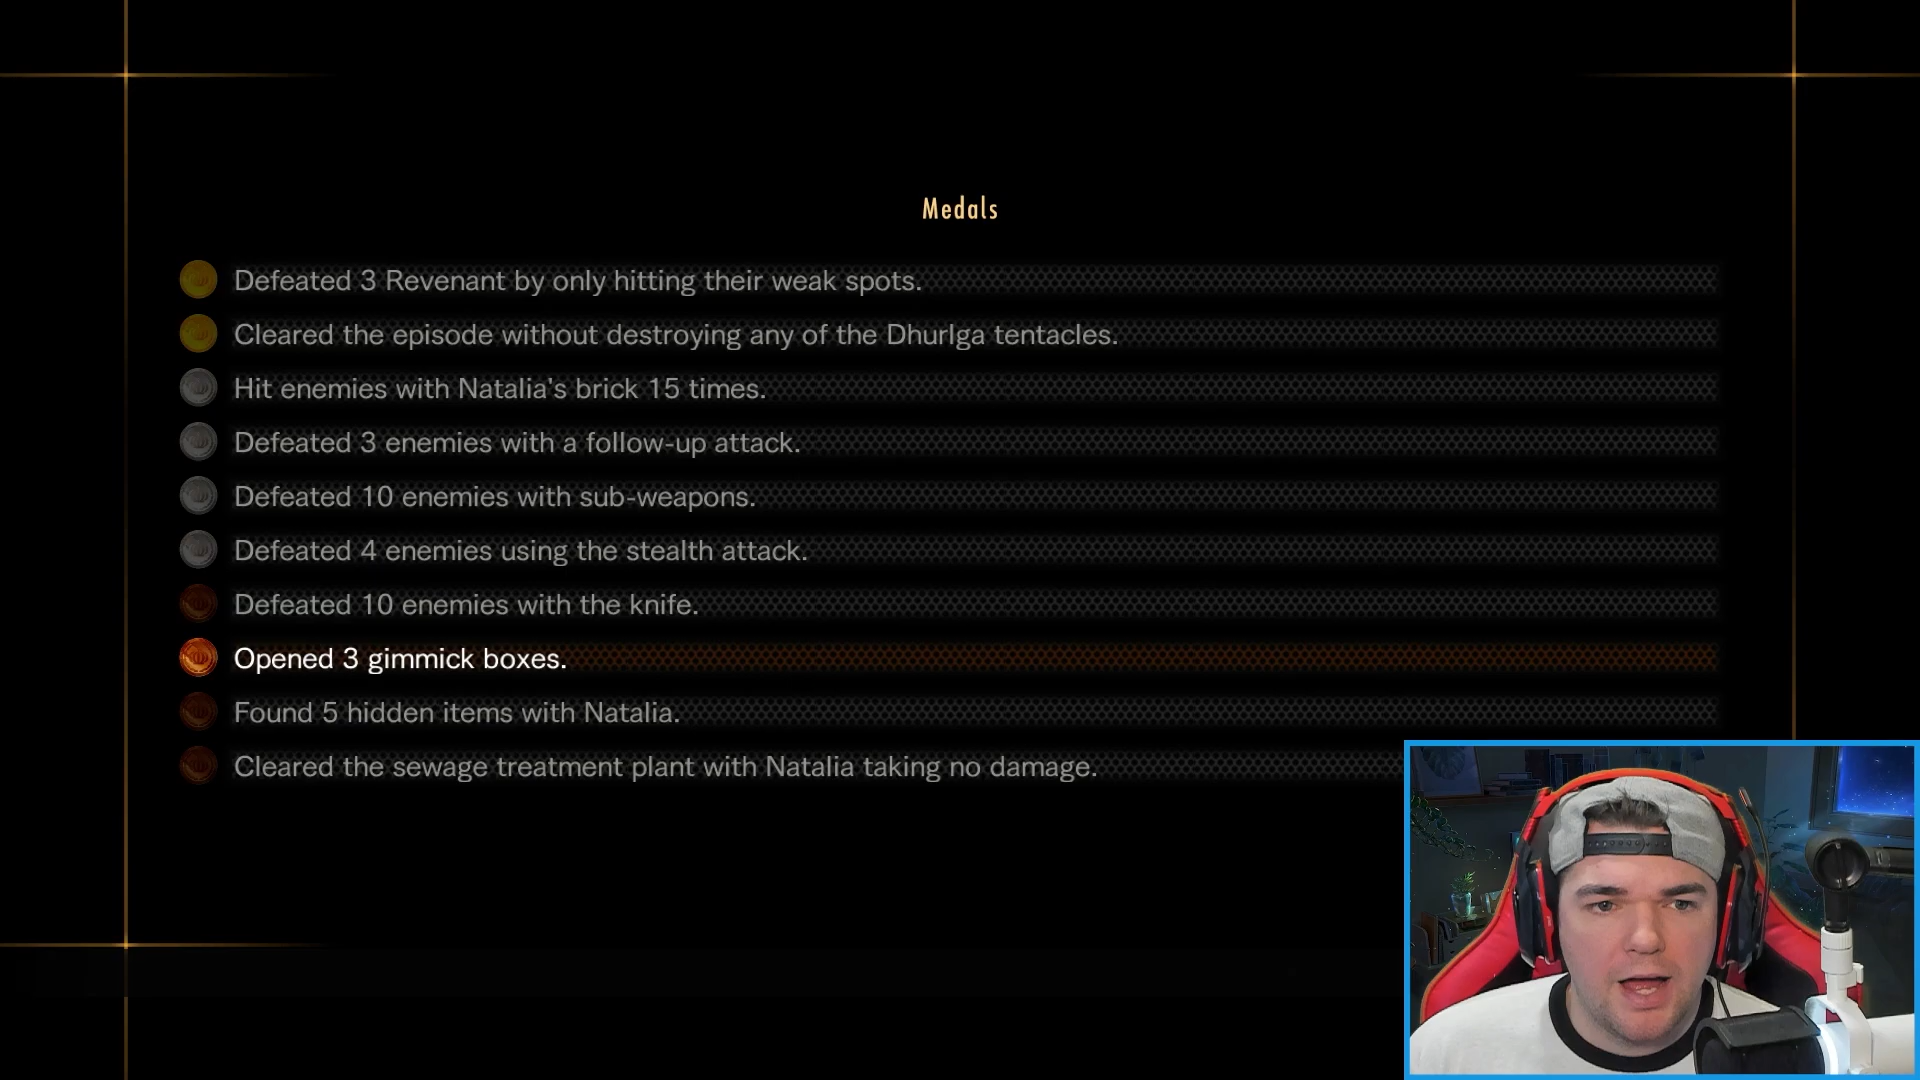 Medals
Defeated 3 Revenant by only hitting their weak spots.
Cleared the episode without destroying any of the Dhurlga tentacles.
Hit enemies with Natalia's brick 15 times.
Defeated 3 enemies with a follow-up attack.
Defeated 10 enemies with sub-weapons.
Defeated 4 enemies using the stealth attack.
Defeated 10 enemies with the knife.
Opened 3 gimmick boxes.
Found 5 hidden items with Natalia.
Cleared the sewage treatment plant with Natalia taking no damage.